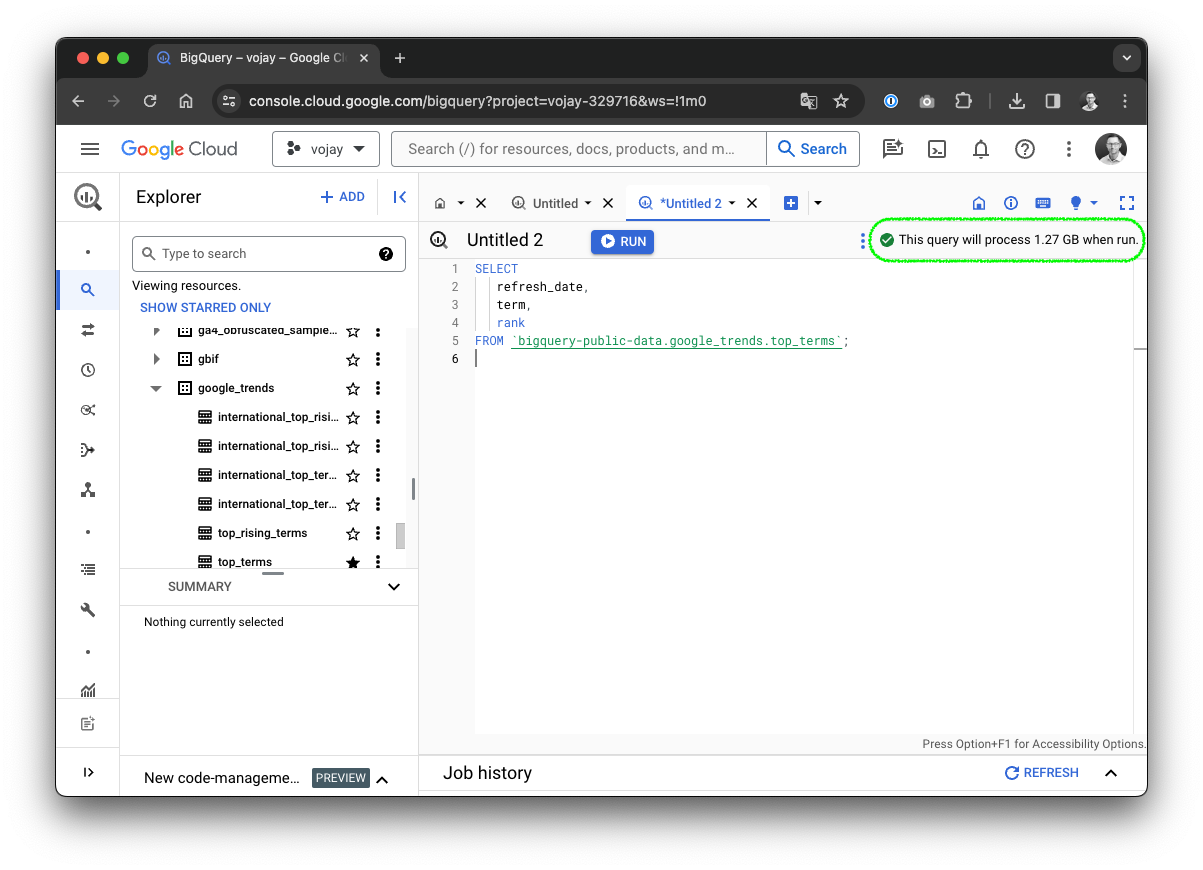 BigQuery – vojay – Google Cl
console.cloud.google.com/bigquery?project=vojay-329716&ws=!1m0
Google Cloud
vojay
Search (/) for resources, docs, products, and m...
Search
Explorer
+ ADD
Untitled
*Untitled 2
Untitled 2
RUN
This query will process 1.27 GB when run.
Type to search
Viewing resources.
SHOW STARRED ONLY
ga4_obfuscated_sample...
gbif
google_trends
international_top_risi...
international_top_risi...
international_top_ter...
international_top_ter...
top_rising_terms
top_terms
SUMMARY
Nothing currently selected
New code-manageme...
PREVIEW
1 SELECT
2 refresh_date,
3 term,
4 rank
5 FROM `bigquery-public-data.google_trends.top_terms`;
6
Press Option+F1 for Accessibility Options.
Job history
REFRESH